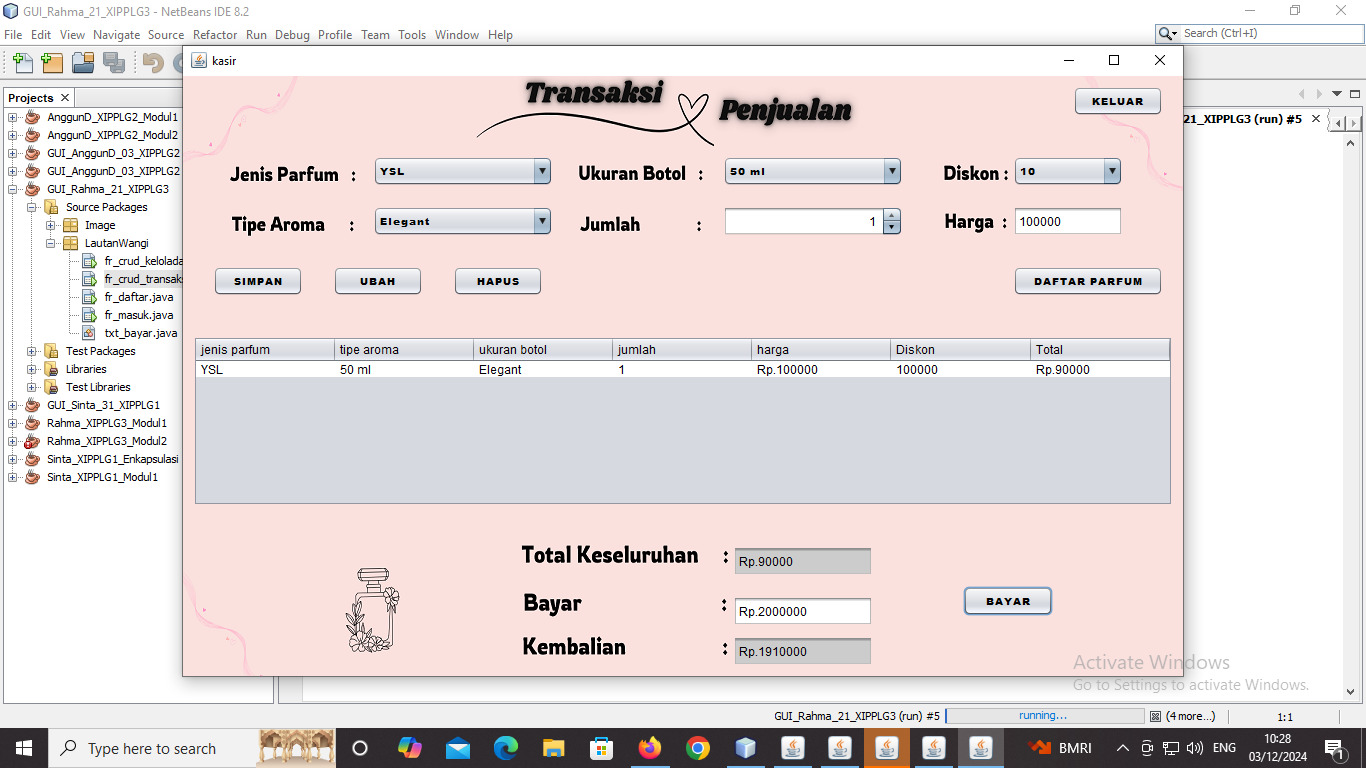 GUI_Rahma_21_XIPPLG3 - NetBeans IDE 8.2
File Edit View Navigate Source Refactor Run Debug Profile Team Tools Window Help
Search (Ctrl+I)
kasir
Projects
21_XIPPLG3 (run) #5
AnggunD_XIPPLG2_Modul1
AnggunD_XIPPLG2_Modul2
GUI_AnggunD_03_XIPPLG2
GUI_AnggunD_03_XIPPLG2
GUI_Rahma_21_XIPPLG3
Source Packages
Image
LautanWangi
fr_crud_kelolada
fr_crud_transaks
fr_daftar.java
fr_masuk.java
txt_bayar.java
Test Packages
Libraries
Test Libraries
GUI_Sinta_31_XIPPLG1
Rahma_XIPPLG3_Modul1
Rahma_XIPPLG3_Modul2
Sinta_XIPPLG1_Enkapsulasi
Sinta_XIPPLG1_Modul1
Transaksi
Penjualan
KELUAR
Jenis Parfum : YSL
Ukuran Botol : 50 ml
Diskon : 10
Tipe Aroma : Elegant
Jumlah : 1
Harga : 100000
SIMPAN UBAH HAPUS DAFTAR PARFUM
jenis parfum tipe aroma ukuran botol jumlah harga Diskon Total
YSL 50 ml Elegant 1 Rp.100000 100000 Rp.90000
Total Keseluruhan : Rp.90000
Bayar : Rp.2000000
BAYAR
Kembalian : Rp.1910000
Activate Windows
Go to Settings to activate Windows.
GUI_Rahma_21_XIPPLG3 (run) #5 running... (4 more...) 1:1
Type here to search
BMRI
ENG
10:28
03/12/2024
1